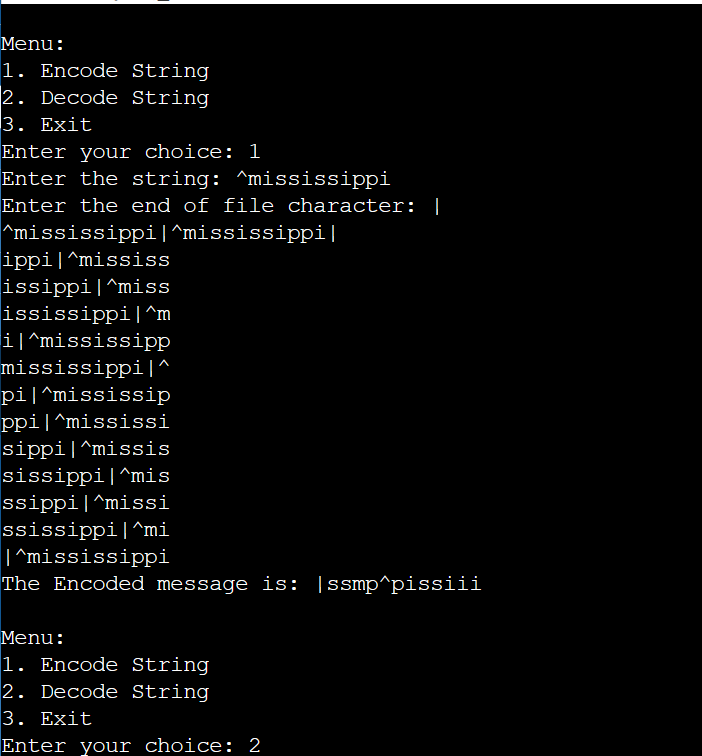 Menu:
1. Encode String
2. Decode String
3. Exit
Enter your choice: 1
Enter the string: ^mississippi
Enter the end of file character: |
^mississippi|^mississippi|
ippi|^mississ
issippi|^miss
ississippi|^m
i|^mississipp
mississippi|^
pi|^mississip
ppi|^mississi
sippi|^missis
sissippi|^mis
ssippi|^missi
ssissippi|^mi
|^mississippi
The Encoded message is: |ssmp^pissiii
Menu:
1. Encode String
2. Decode String
3. Exit
Enter your choice: 2